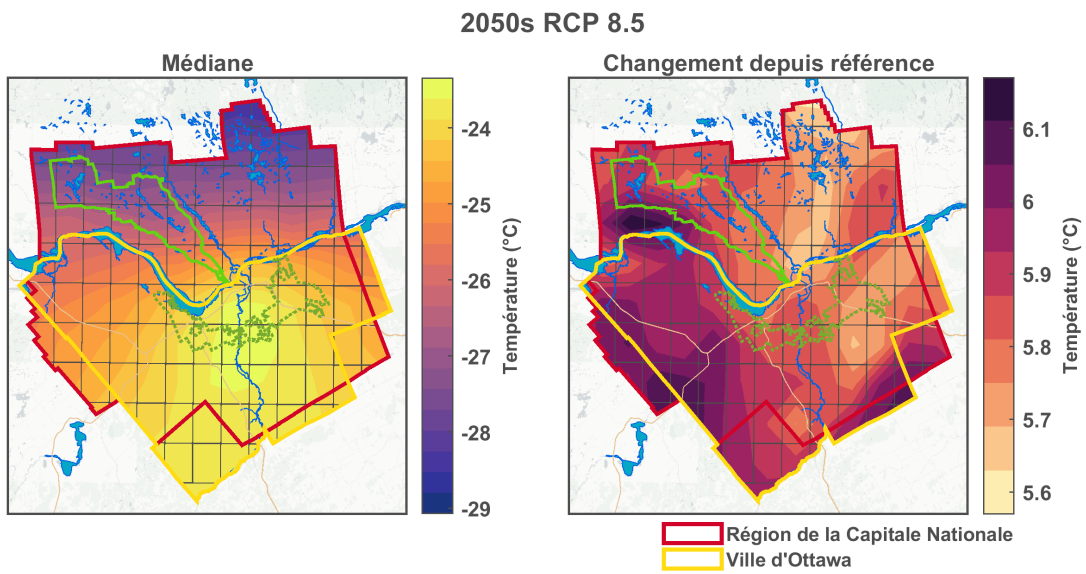 2050s RCP 8.5
Médiane
Changement depuis référence
-24
-25
-26
-27
-28
-29
Température (°C)
6.1
6
5.9
5.8
5.7
5.6
Température (°C)
Région de la Capitale Nationale
Ville d'Ottawa